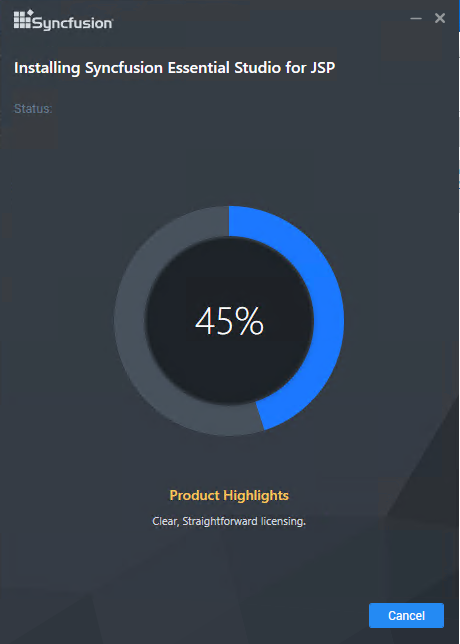 Syncfusion
Installing Syncfusion Essential Studio for JSP
Status:
45%
Product Highlights
Clear, Straightforward licensing.
Cancel